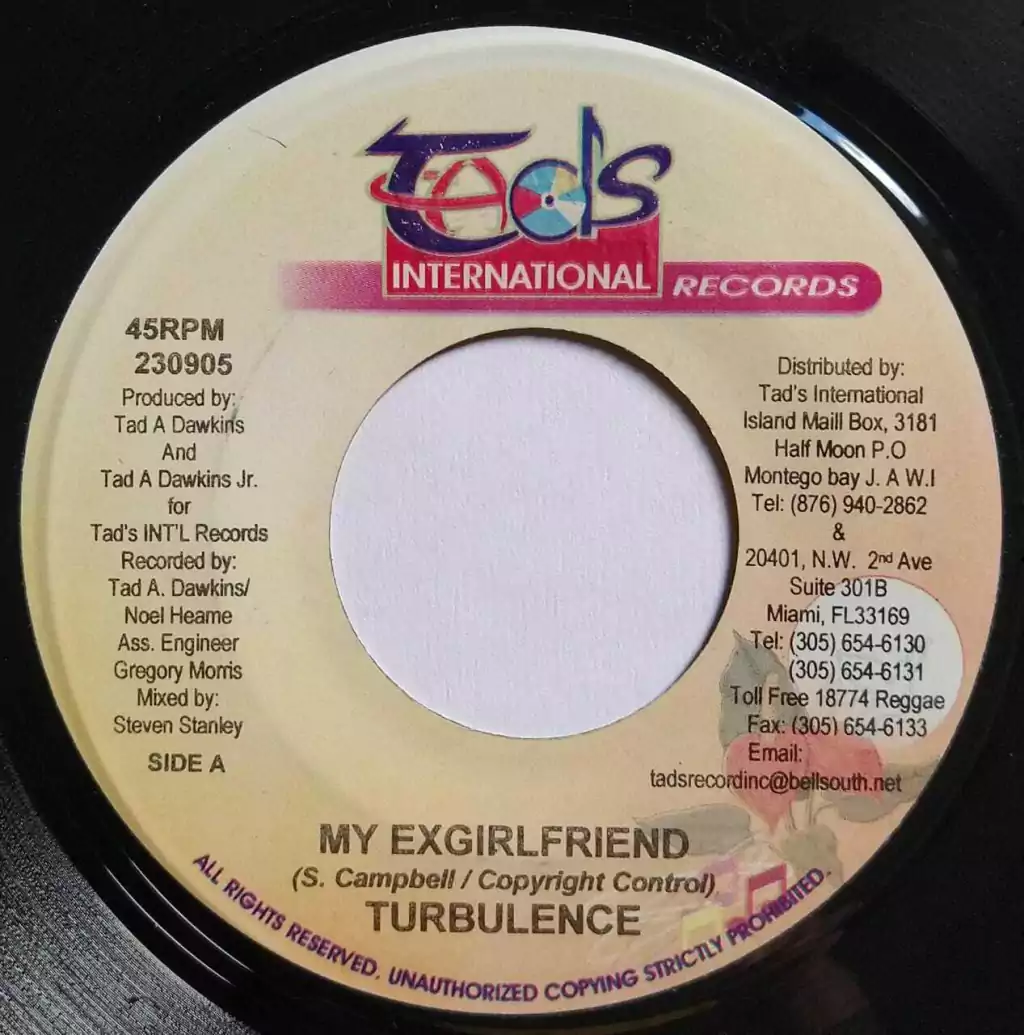 Tads
INTERNATIONAL RECORDS
45RPM
230905
Produced by:
Tad A Dawkins
And
Tad A Dawkins Jr.
for
Tad's INT'L Records
Recorded by:
Tad A. Dawkins/
Noel Heame
Ass. Engineer
Gregory Morris
Mixed by:
Steven Stanley
SIDE A
Distributed by:
Tad's International
Island Maill Box, 3181
Half Moon P.O
Montego bay J. A W.I
Tel: (876) 940-2862
&
20401, N.W. 2nd Ave
Suite 301B
Miami, FL33169
Tel: (305) 654-6130
(305) 654-6131
Toll Free 18774 Reggae
Fax: (305) 654-6133
Email:
tadsrecordinc@bellsouth.net
MY EXGIRLFRIEND
(S. Campbell / Copyright Control)
TURBULENCE
ALL RIGHTS RESERVED. UNAUTHORIZED COPYING STRICTLY PROHIBITED.